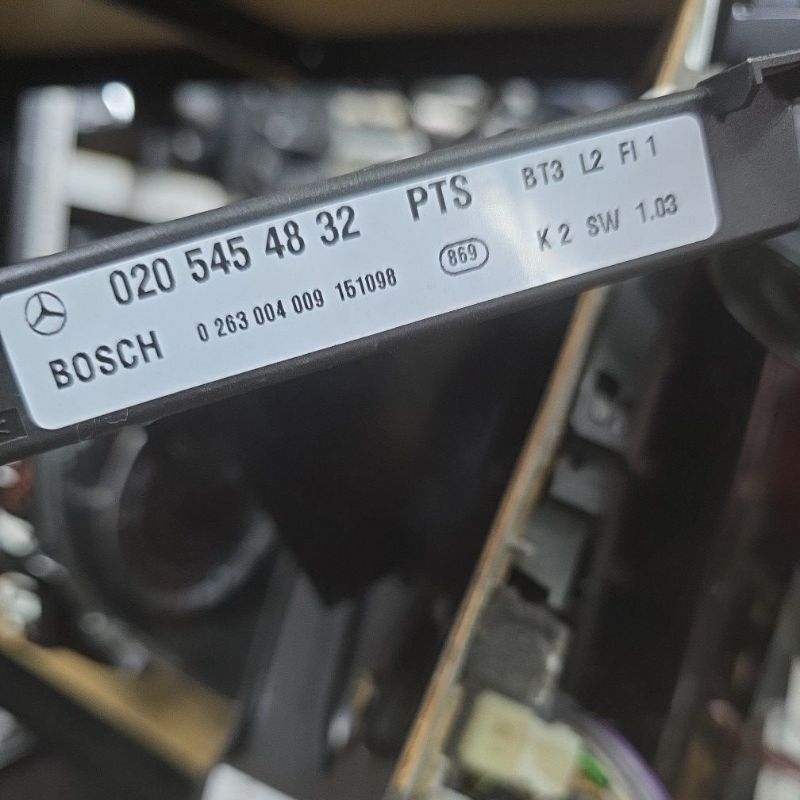 020 545 48 32 PTS BT3 L2 FI 1
BOSCH 0 263 004 009 151098 869 K 2 SW 1.03